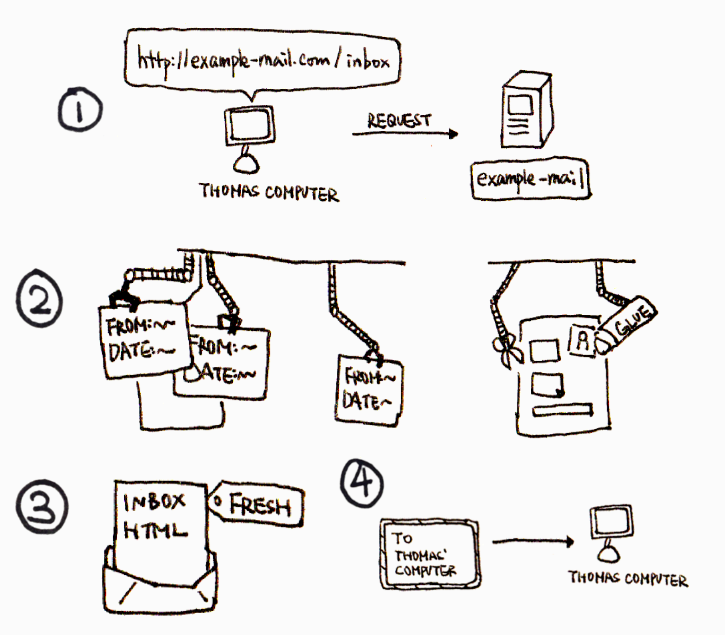 http://example-mail.com/inbox
1
REQUEST
THOMAS COMPUTER
example-mail
2
FROM:~~
DATE:~
FROM:~
DATE:~~
FROM:~
DATE~
A
GLUE
3
INBOX
HTML
FRESH
4
TO
THOMAS'
COMPUTER
THOMAS COMPUTER